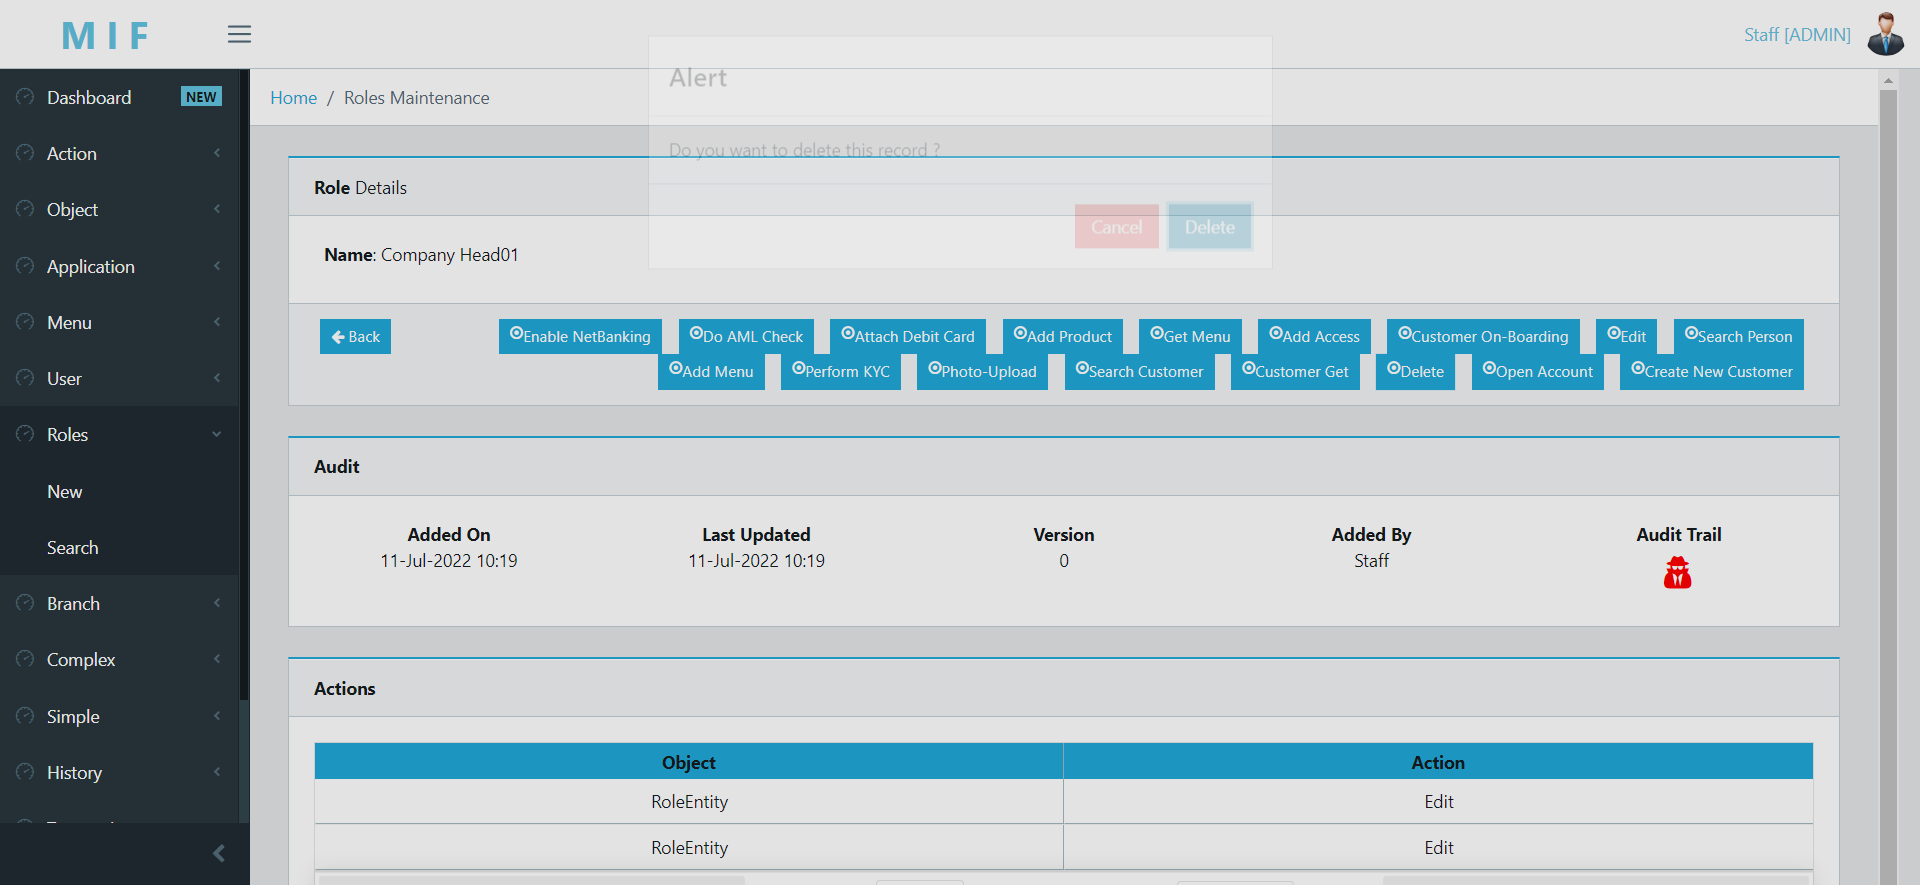 M I F
Staff [ADMIN]
Dashboard NEW
Action
Object
Application
Menu
User
Roles
New
Search
Branch
Complex
Simple
History
Home / Roles Maintenance
Alert
Do you want to delete this record ?
Cancel Delete
Role Details
Name: Company Head01
Back Enable NetBanking Do AML Check Attach Debit Card Add Product Get Menu Add Access Customer On-Boarding Edit Search Person
Add Menu Perform KYC Photo-Upload Search Customer Customer Get Delete Open Account Create New Customer
Audit
Added On Last Updated Version Added By Audit Trail
11-Jul-2022 10:19 11-Jul-2022 10:19 0 Staff
Actions
Object Action
RoleEntity Edit
RoleEntity Edit